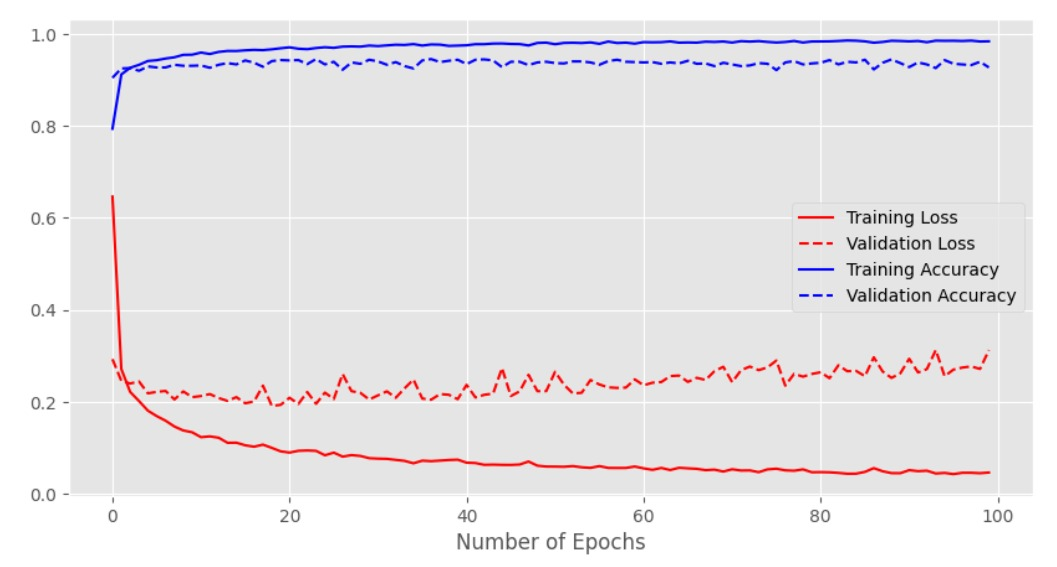 1.0
0.8
0.6
0.4
0.2
0.0
Training Loss
Validation Loss
Training Accuracy
Validation Accuracy
0 20 40 60 80 100
Number of Epochs